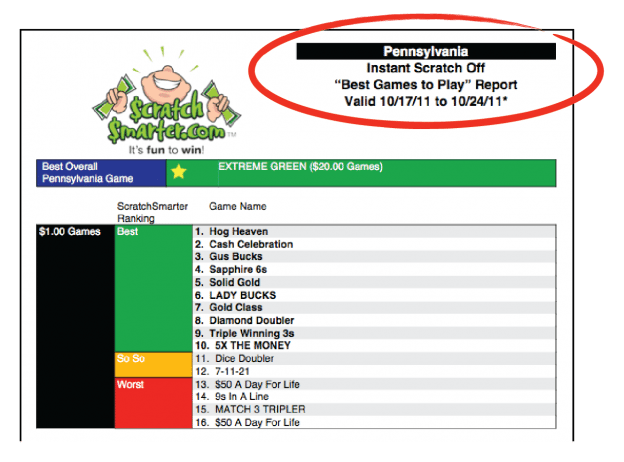 Pennsylvania
Instant Scratch Off
“Best Games to Play” Report
Valid 10/17/11 to 10/24/11*
Scratch
Smarter.com™
It's fun to win!
Best Overall
Pennsylvania Game
EXTREME GREEN ($20.00 Games)
ScratchSmarter
Ranking
Game Name
$1.00 Games
Best
1. Hog Heaven
2. Cash Celebration
3. Gus Bucks
4. Sapphire 6s
5. Solid Gold
6. LADY BUCKS
7. Gold Class
8. Diamond Doubler
9. Triple Winning 3s
10. 5X THE MONEY
So So
11. Dice Doubler
12. 7-11-21
Worst
13. $50 A Day For Life
14. 9s In A Line
15. MATCH 3 TRIPLER
16. $50 A Day For Life